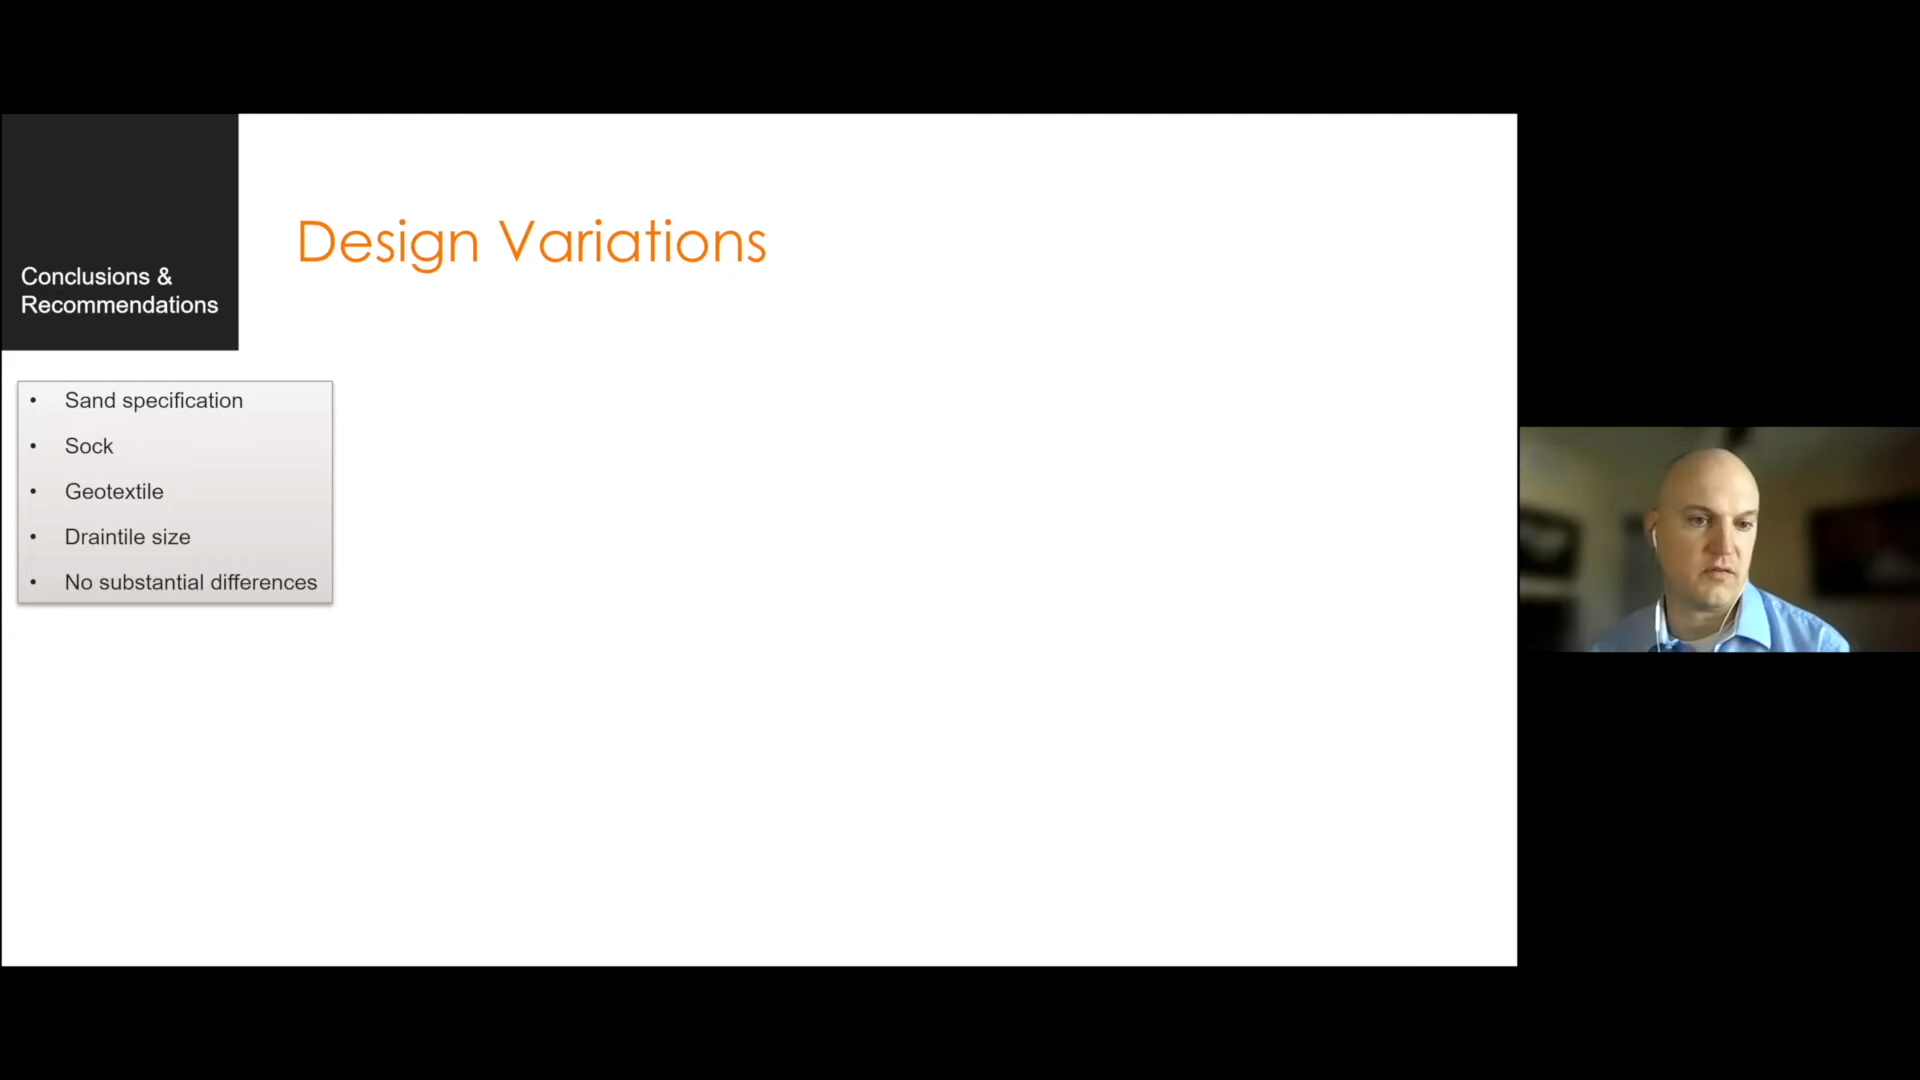 Conclusions &
Recommendations
Design Variations
• Sand specification
• Sock
• Geotextile
• Draintile size
• No substantial differences